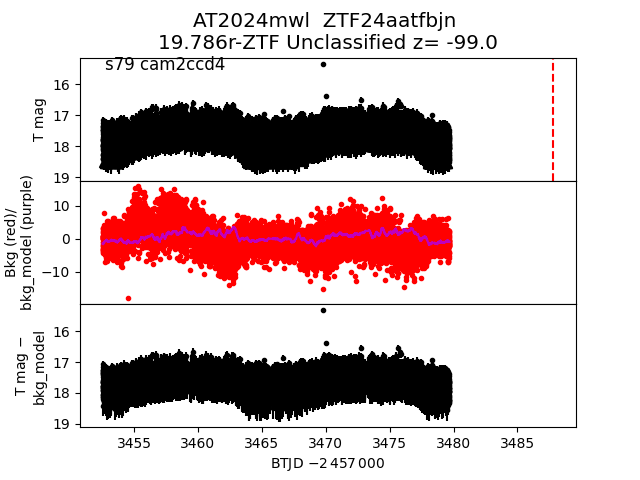 AT2024mwl  ZTF24aatfbjn
19.786r-ZTF Unclassified z= -99.0
s79 cam2ccd4
T mag
16
17
18
19
Bkg (red)/
bkg_model (purple)
10
0
−10
T mag −
bkg_model
16
17
18
19
3455 3460 3465 3470 3475 3480 3485
BTJD −2 457 000